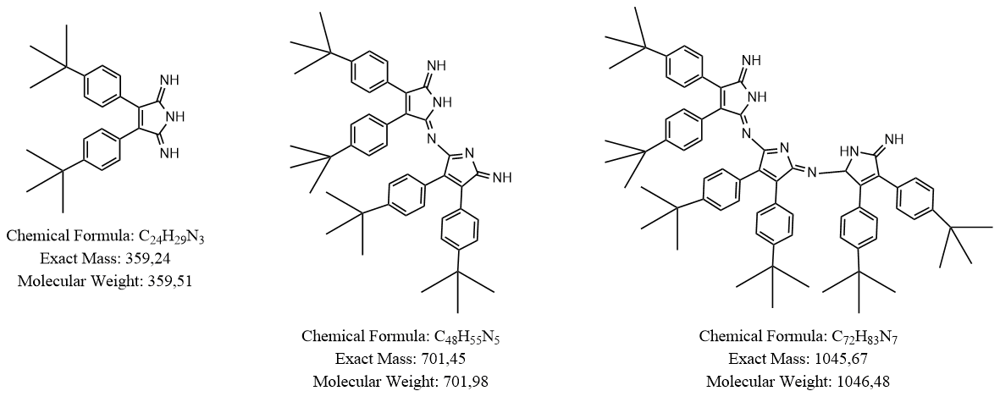 NH
NH
NH
Chemical Formula: C₂₄H₂₉N₃
Exact Mass: 359,24
Molecular Weight: 359,51
NH
NH
N
N
NH
Chemical Formula: C₄₈H₅₅N₅
Exact Mass: 701,45
Molecular Weight: 701,98
NH
NH
N
N
N
HN
NH
Chemical Formula: C₇₂H₈₃N₇
Exact Mass: 1045,67
Molecular Weight: 1046,48